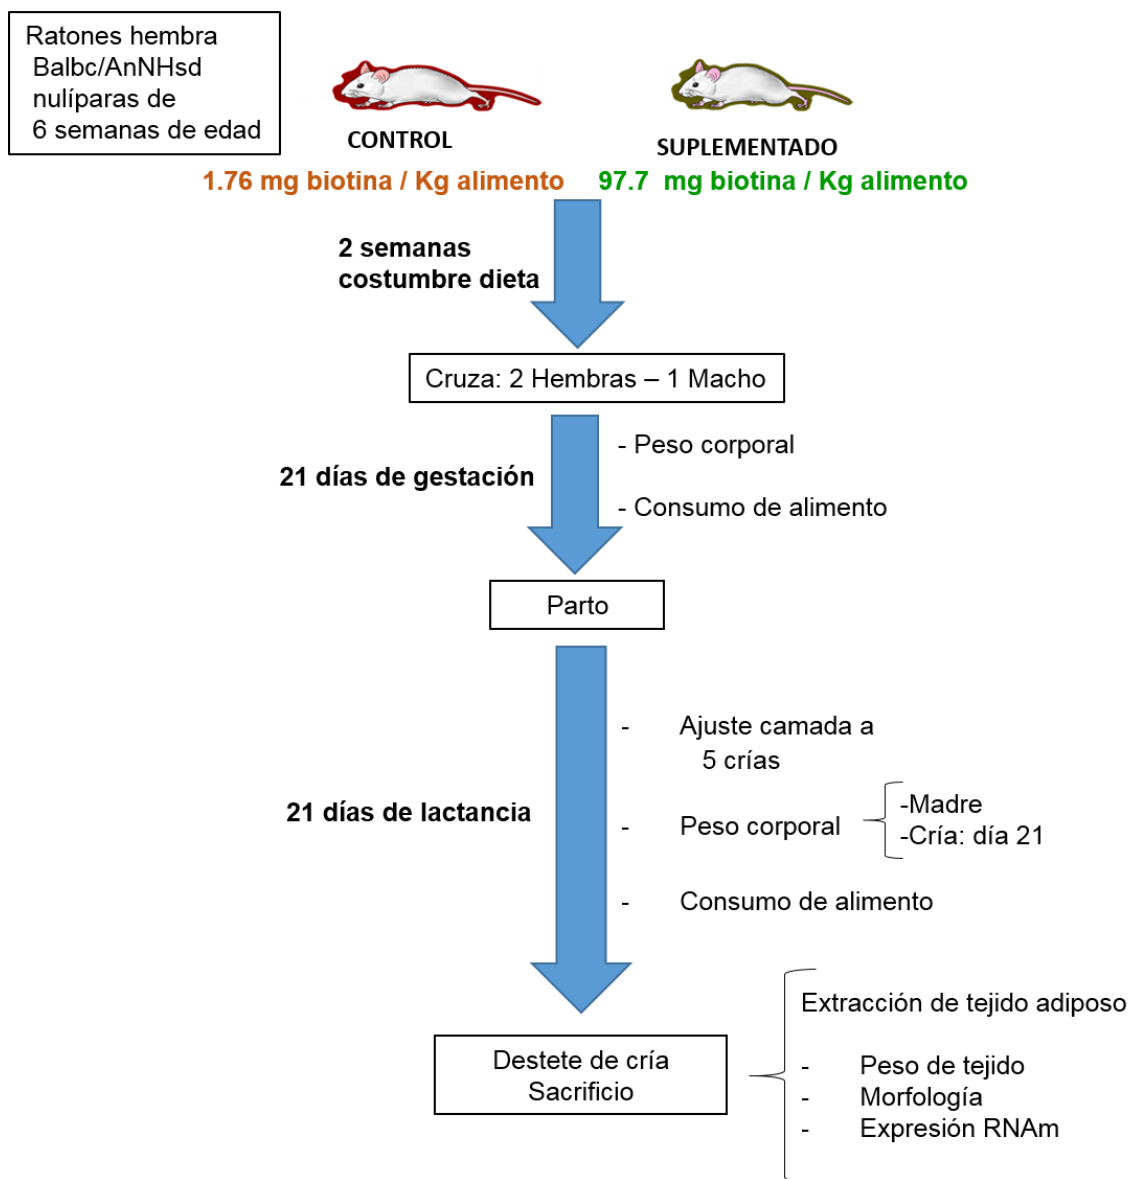 Ratones hembra
Balbc/AnNHsd
nulíparas de
6 semanas de edad
CONTROL
SUPLEMENTADO
1.76 mg biotina / Kg alimento
97.7 mg biotina / Kg alimento
2 semanas
costumbre dieta
Cruza: 2 Hembras – 1 Macho
21 días de gestación
- Peso corporal
- Consumo de alimento
Parto
21 días de lactancia
- Ajuste camada a
5 crías
- Peso corporal
-Madre
-Cría: día 21
- Consumo de alimento
Destete de cría
Sacrificio
Extracción de tejido adiposo
- Peso de tejido
- Morfología
- Expresión RNAm